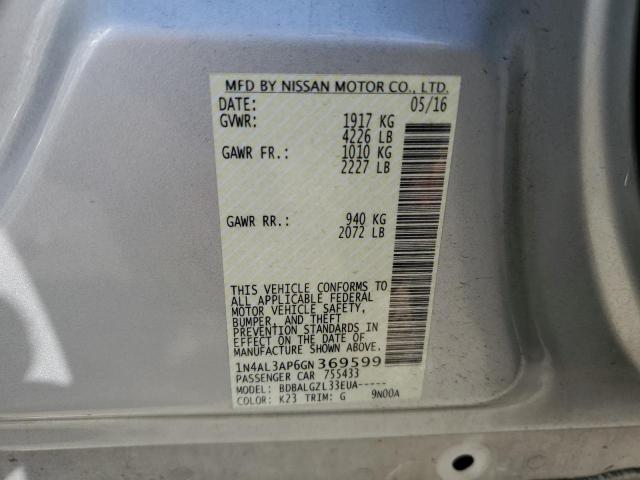 MFD BY NISSAN MOTOR CO., LTD.
DATE: 05/16
GVWR: 1917 KG
4226 LB
GAWR FR.: 1010 KG
2227 LB
GAWR RR.: 940 KG
2072 LB
THIS VEHICLE CONFORMS TO
ALL APPLICABLE FEDERAL
MOTOR VEHICLE SAFETY,
BUMPER, AND THEFT
PREVENTION STANDARDS IN
EFFECT ON THE DATE OF
MANUFACTURE SHOWN ABOVE.
1N4AL3AP6GN369599
PASSENGER CAR 755433
MODEL: BDBALGZL33EUA-----
COLOR: K23 TRIM: G 9N00A